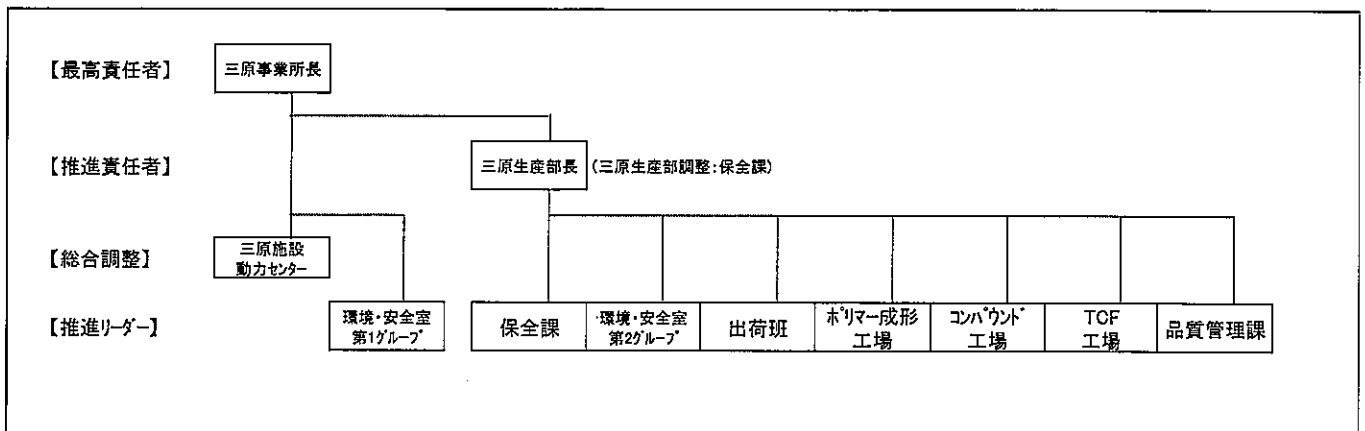 【最高責任者】 三原事業所長
【推進責任者】 三原生産部長 (三原生産部調整:保全課)
【総合調整】 三原施設
動力センター
【推進リーダー】 環境・安全室
第1グループ
保全課
環境・安全室
第2グループ
出荷班
ポリマー成形
工場
コンパウンド
工場
TCF
工場
品質管理課